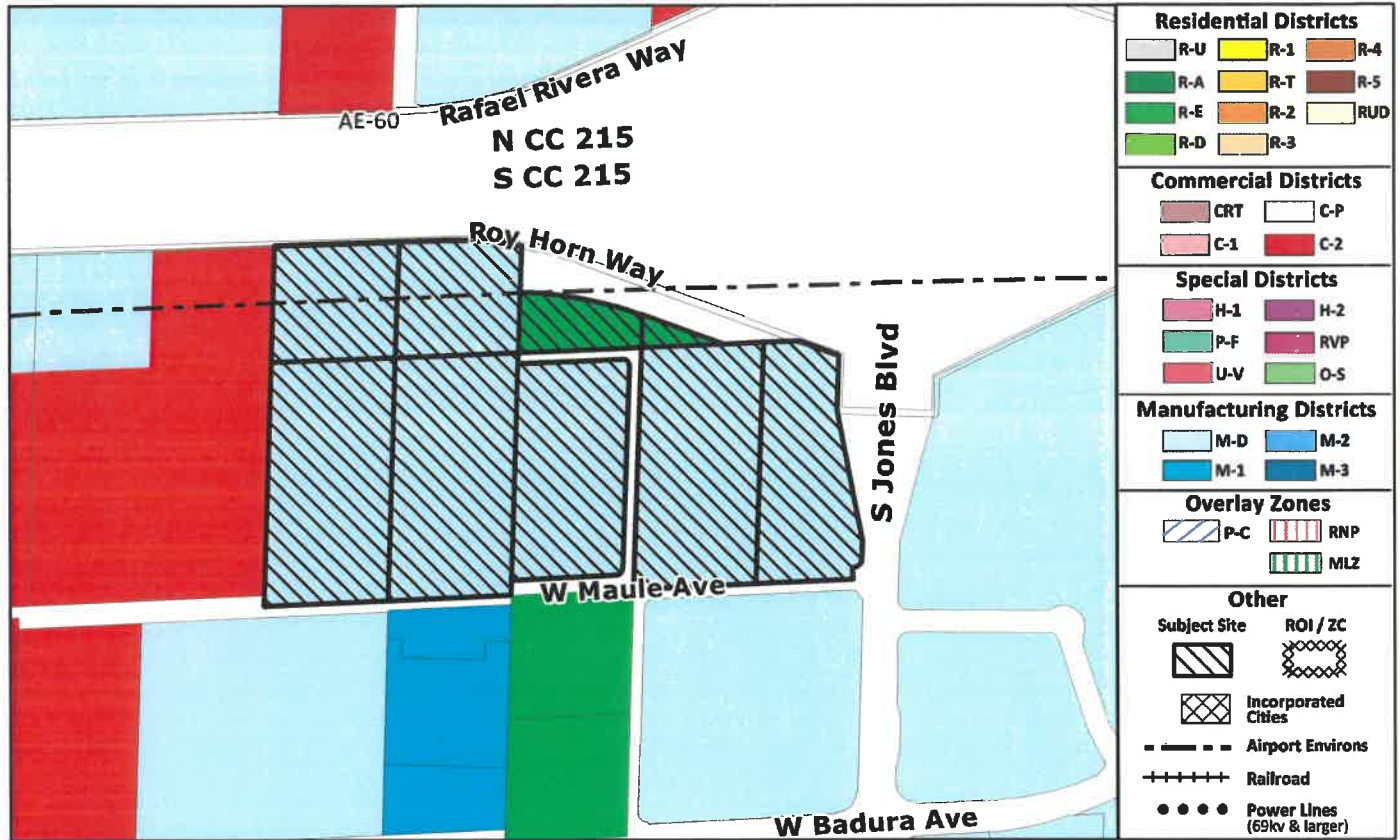 Rafael Rivera Way
AE-60
N CC 215
S CC 215
Roy Horn Way
S Jones Blvd
W Maule Ave
W Badura Ave
Residential Districts
R-U R-1 R-4
R-A R-T R-5
R-E R-2 RUD
R-D R-3
Commercial Districts
CRT C-P
C-1 C-2
Special Districts
H-1 H-2
P-F RVP
U-V O-S
Manufacturing Districts
M-D M-2
M-1 M-3
Overlay Zones
P-C RNP
MLZ
Other
Subject Site ROI / ZC
Incorporated
Cities
Airport Environs
Railroad
Power Lines
(69kv & larger)